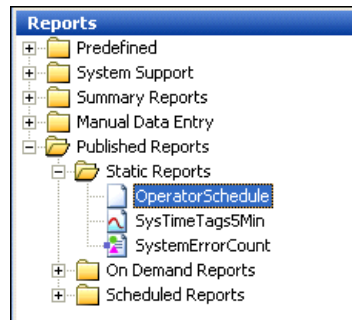 Reports
Predefined
System Support
Summary Reports
Manual Data Entry
Published Reports
Static Reports
OperatorSchedule
SysTimeTags5Min
SystemErrorCount
On Demand Reports
Scheduled Reports